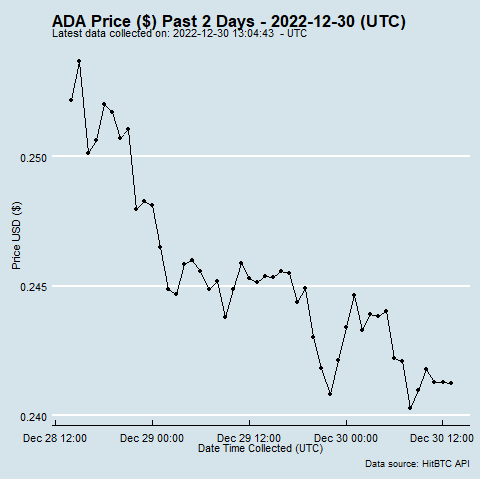 ADA Price ($) Past 2 Days - 2022-12-30 (UTC)
Latest data collected on: 2022-12-30 13:04:43 - UTC
Price USD ($)
0.250
0.245
0.240
Dec 28 12:00 Dec 29 00:00 Dec 29 12:00 Dec 30 00:00 Dec 30 12:00
Date Time Collected (UTC)
Data source: HitBTC API